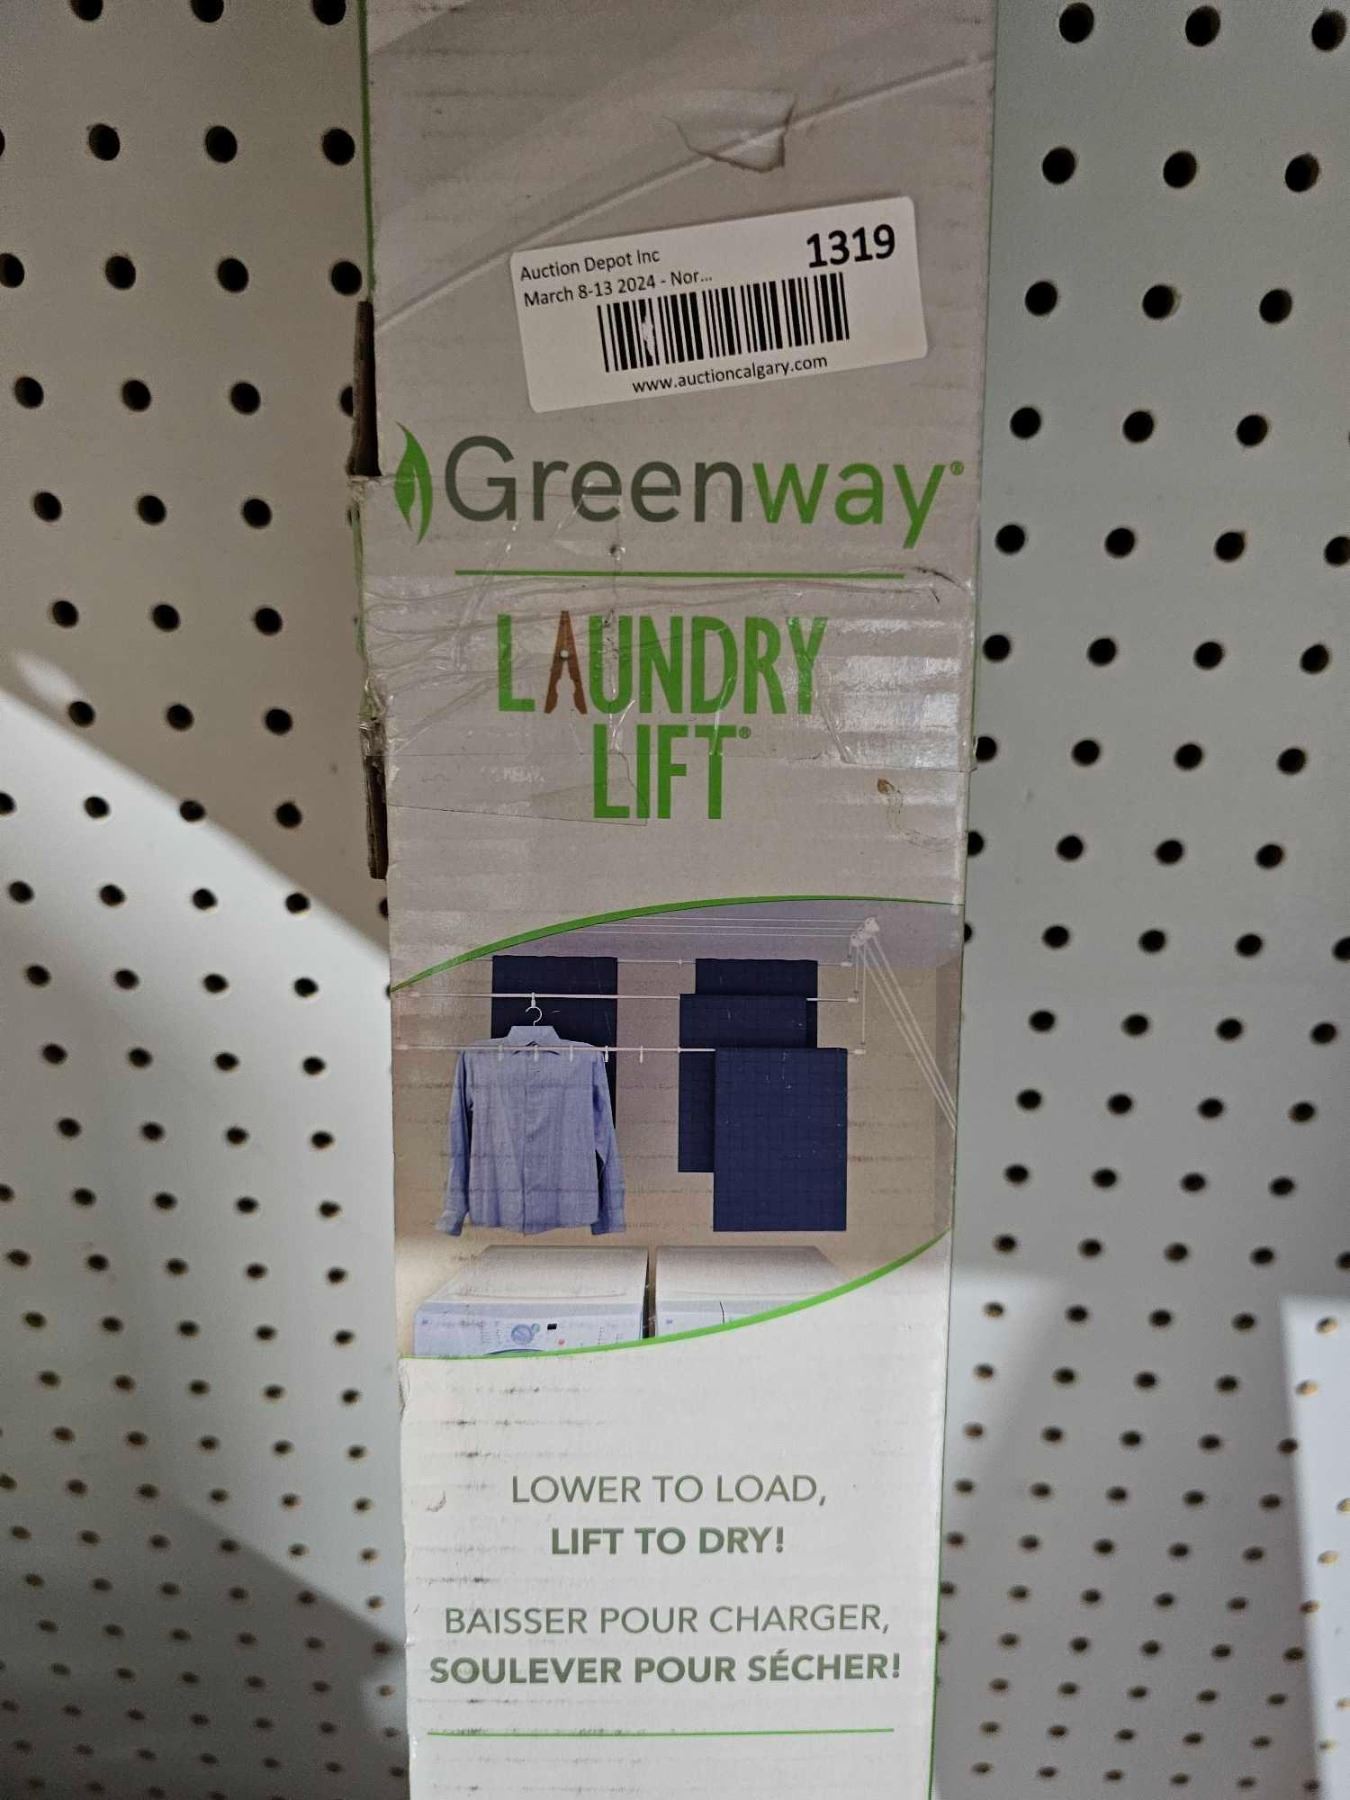 Auction Depot Inc
1319
March 8-13 2024 - Nor...
www.auctioncalgary.com
Greenway®
LAUNDRY
LIFT®
LOWER TO LOAD,
LIFT TO DRY!
BAISSER POUR CHARGER,
SOULEVER POUR SÉCHER!